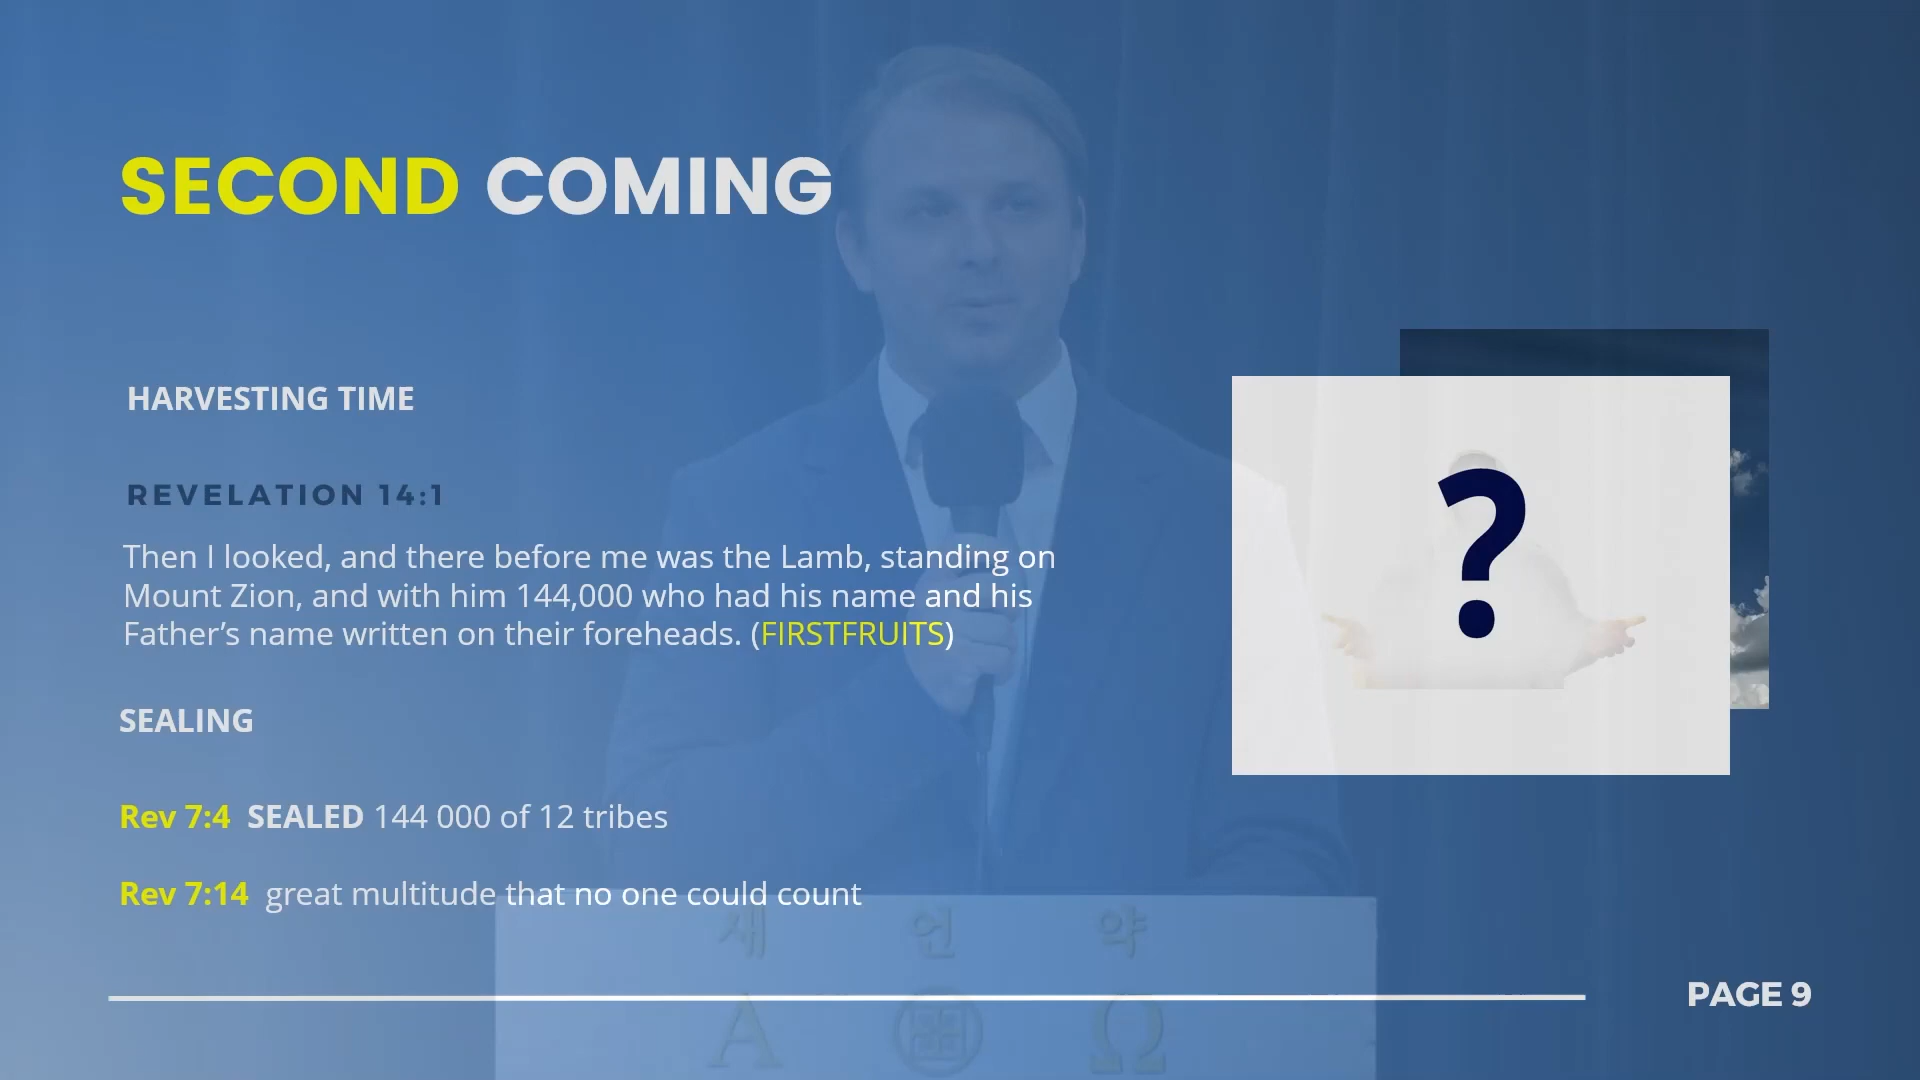 SECOND COMING
HARVESTING TIME
REVELATION 14:1
Then I looked, and there before me was the Lamb, standing on
Mount Zion, and with him 144,000 who had his name and his
Father’s name written on their foreheads. (FIRSTFRUITS)
?
SEALING
Rev 7:4 SEALED 144 000 of 12 tribes
Rev 7:14 great multitude that no one could count
새 언 약
PAGE 9
Α Ω